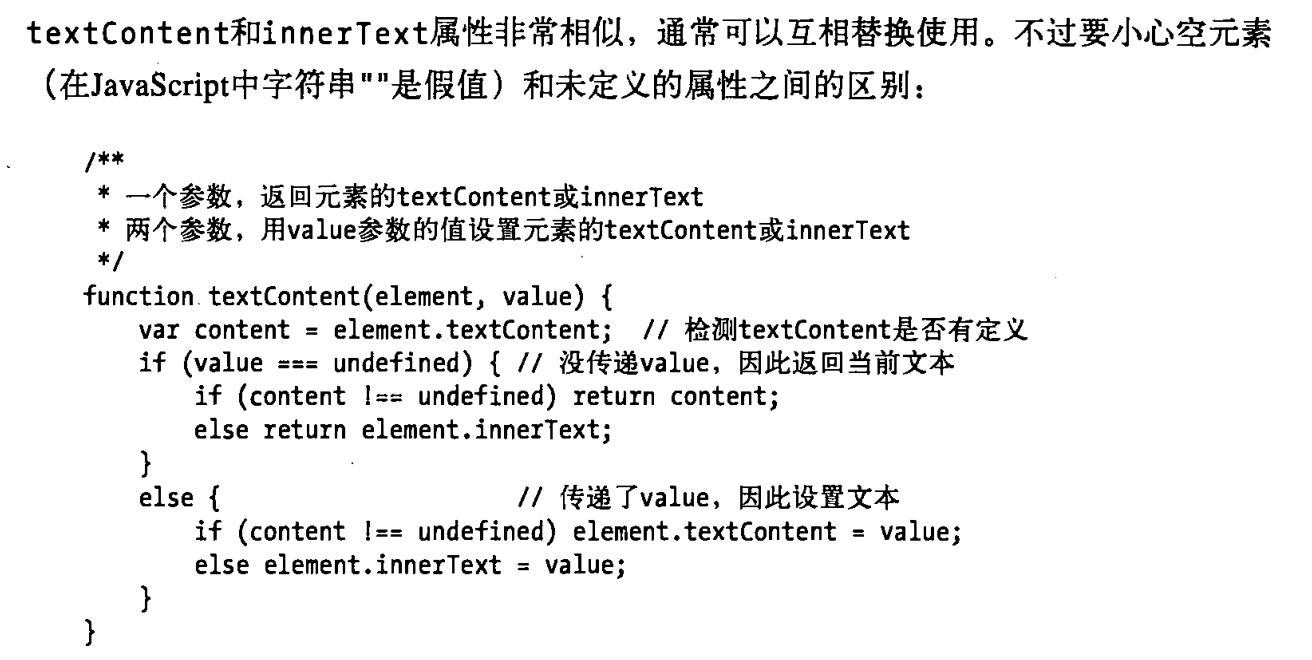 textContent和innerText属性非常相似，通常可以互相替换使用。不过要小心空元素
（在JavaScript中字符串""是假值）和未定义的属性之间的区别：
/**
 * 一个参数，返回元素的textContent或innerText
 * 两个参数，用value参数的值设置元素的textContent或innerText
 */
function textContent(element, value) {
    var content = element.textContent;  // 检测textContent是否有定义
    if (value === undefined) { // 没传递value，因此返回当前文本
        if (content !== undefined) return content;
        else return element.innerText;
    }
    else {                     // 传递了value，因此设置文本
        if (content !== undefined) element.textContent = value;
        else element.innerText = value;
    }
}